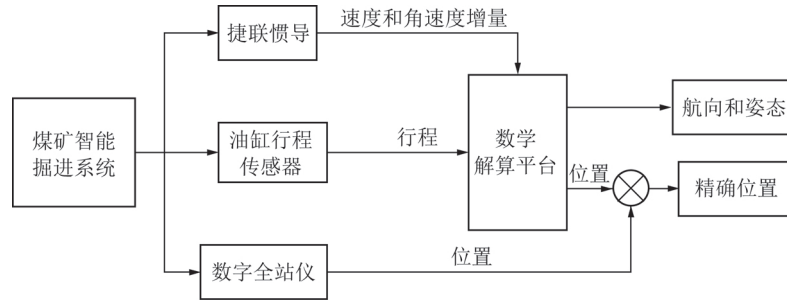 捷联惯导
速度和角速度增量
煤矿智能
掘进系统
油缸行程
传感器
行程
数学
解算平台
航向和姿态
位置
精确位置
数字全站仪
位置